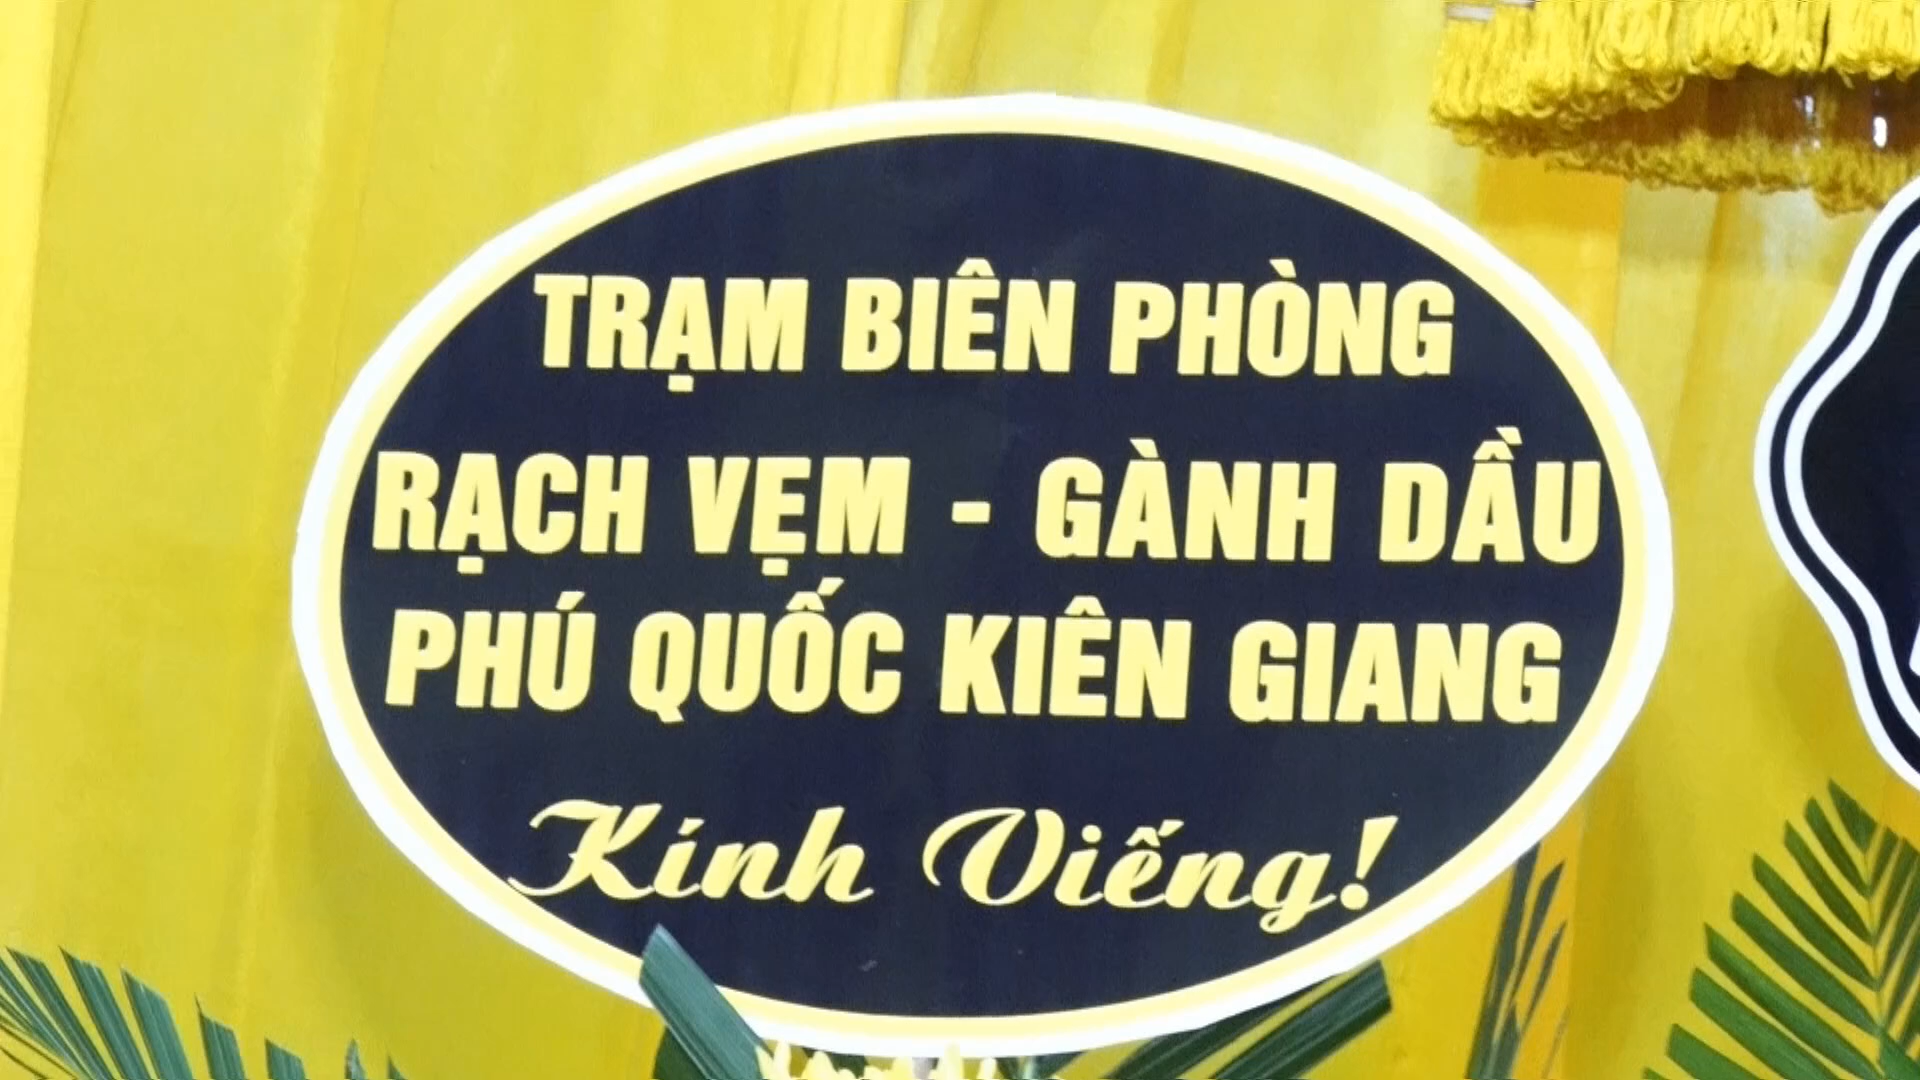 TRẠM BIÊN PHÒNG
RẠCH VẸM - GÀNH DẦU
PHÚ QUỐC KIÊN GIANG
Kính Viếng!